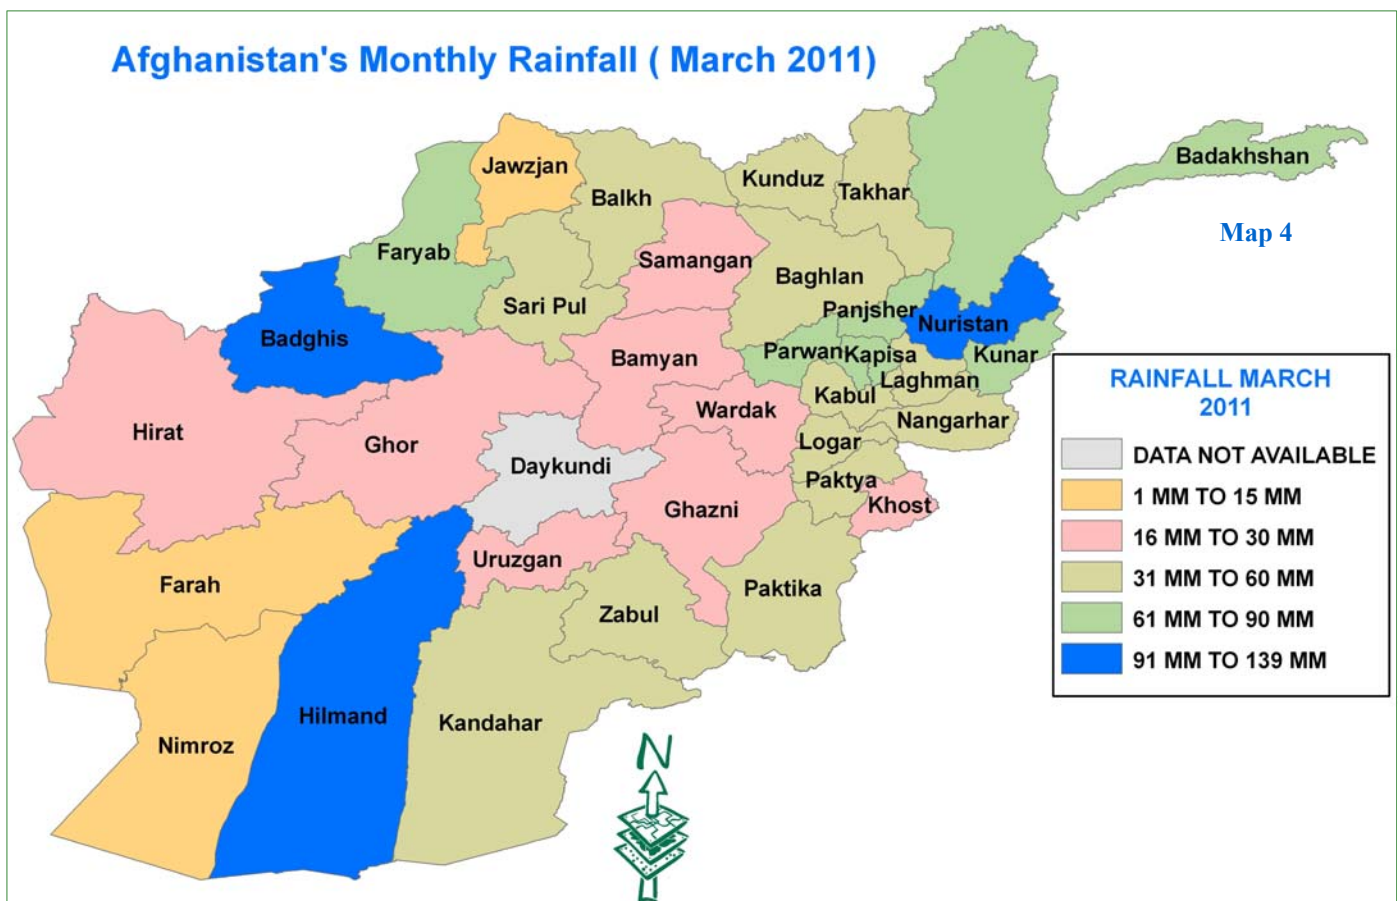 Afghanistan's Monthly Rainfall ( March 2011)
Jawzjan
Balkh
Kunduz
Takhar
Badakhshan
Map 4
Faryab
Samangan
Baghlan
Sari Pul
Panjsher
Nuristan
Badghis
Bamyan
Parwan
Kapisa
Kunar
Laghman
Kabul
Wardak
Nangarhar
Hirat
Ghor
Logar
Daykundi
Paktya
Ghazni
Khost
Uruzgan
Farah
Zabul
Paktika
Hilmand
Kandahar
Nimroz
N
RAINFALL MARCH
2011
DATA NOT AVAILABLE
1 MM TO 15 MM
16 MM TO 30 MM
31 MM TO 60 MM
61 MM TO 90 MM
91 MM TO 139 MM